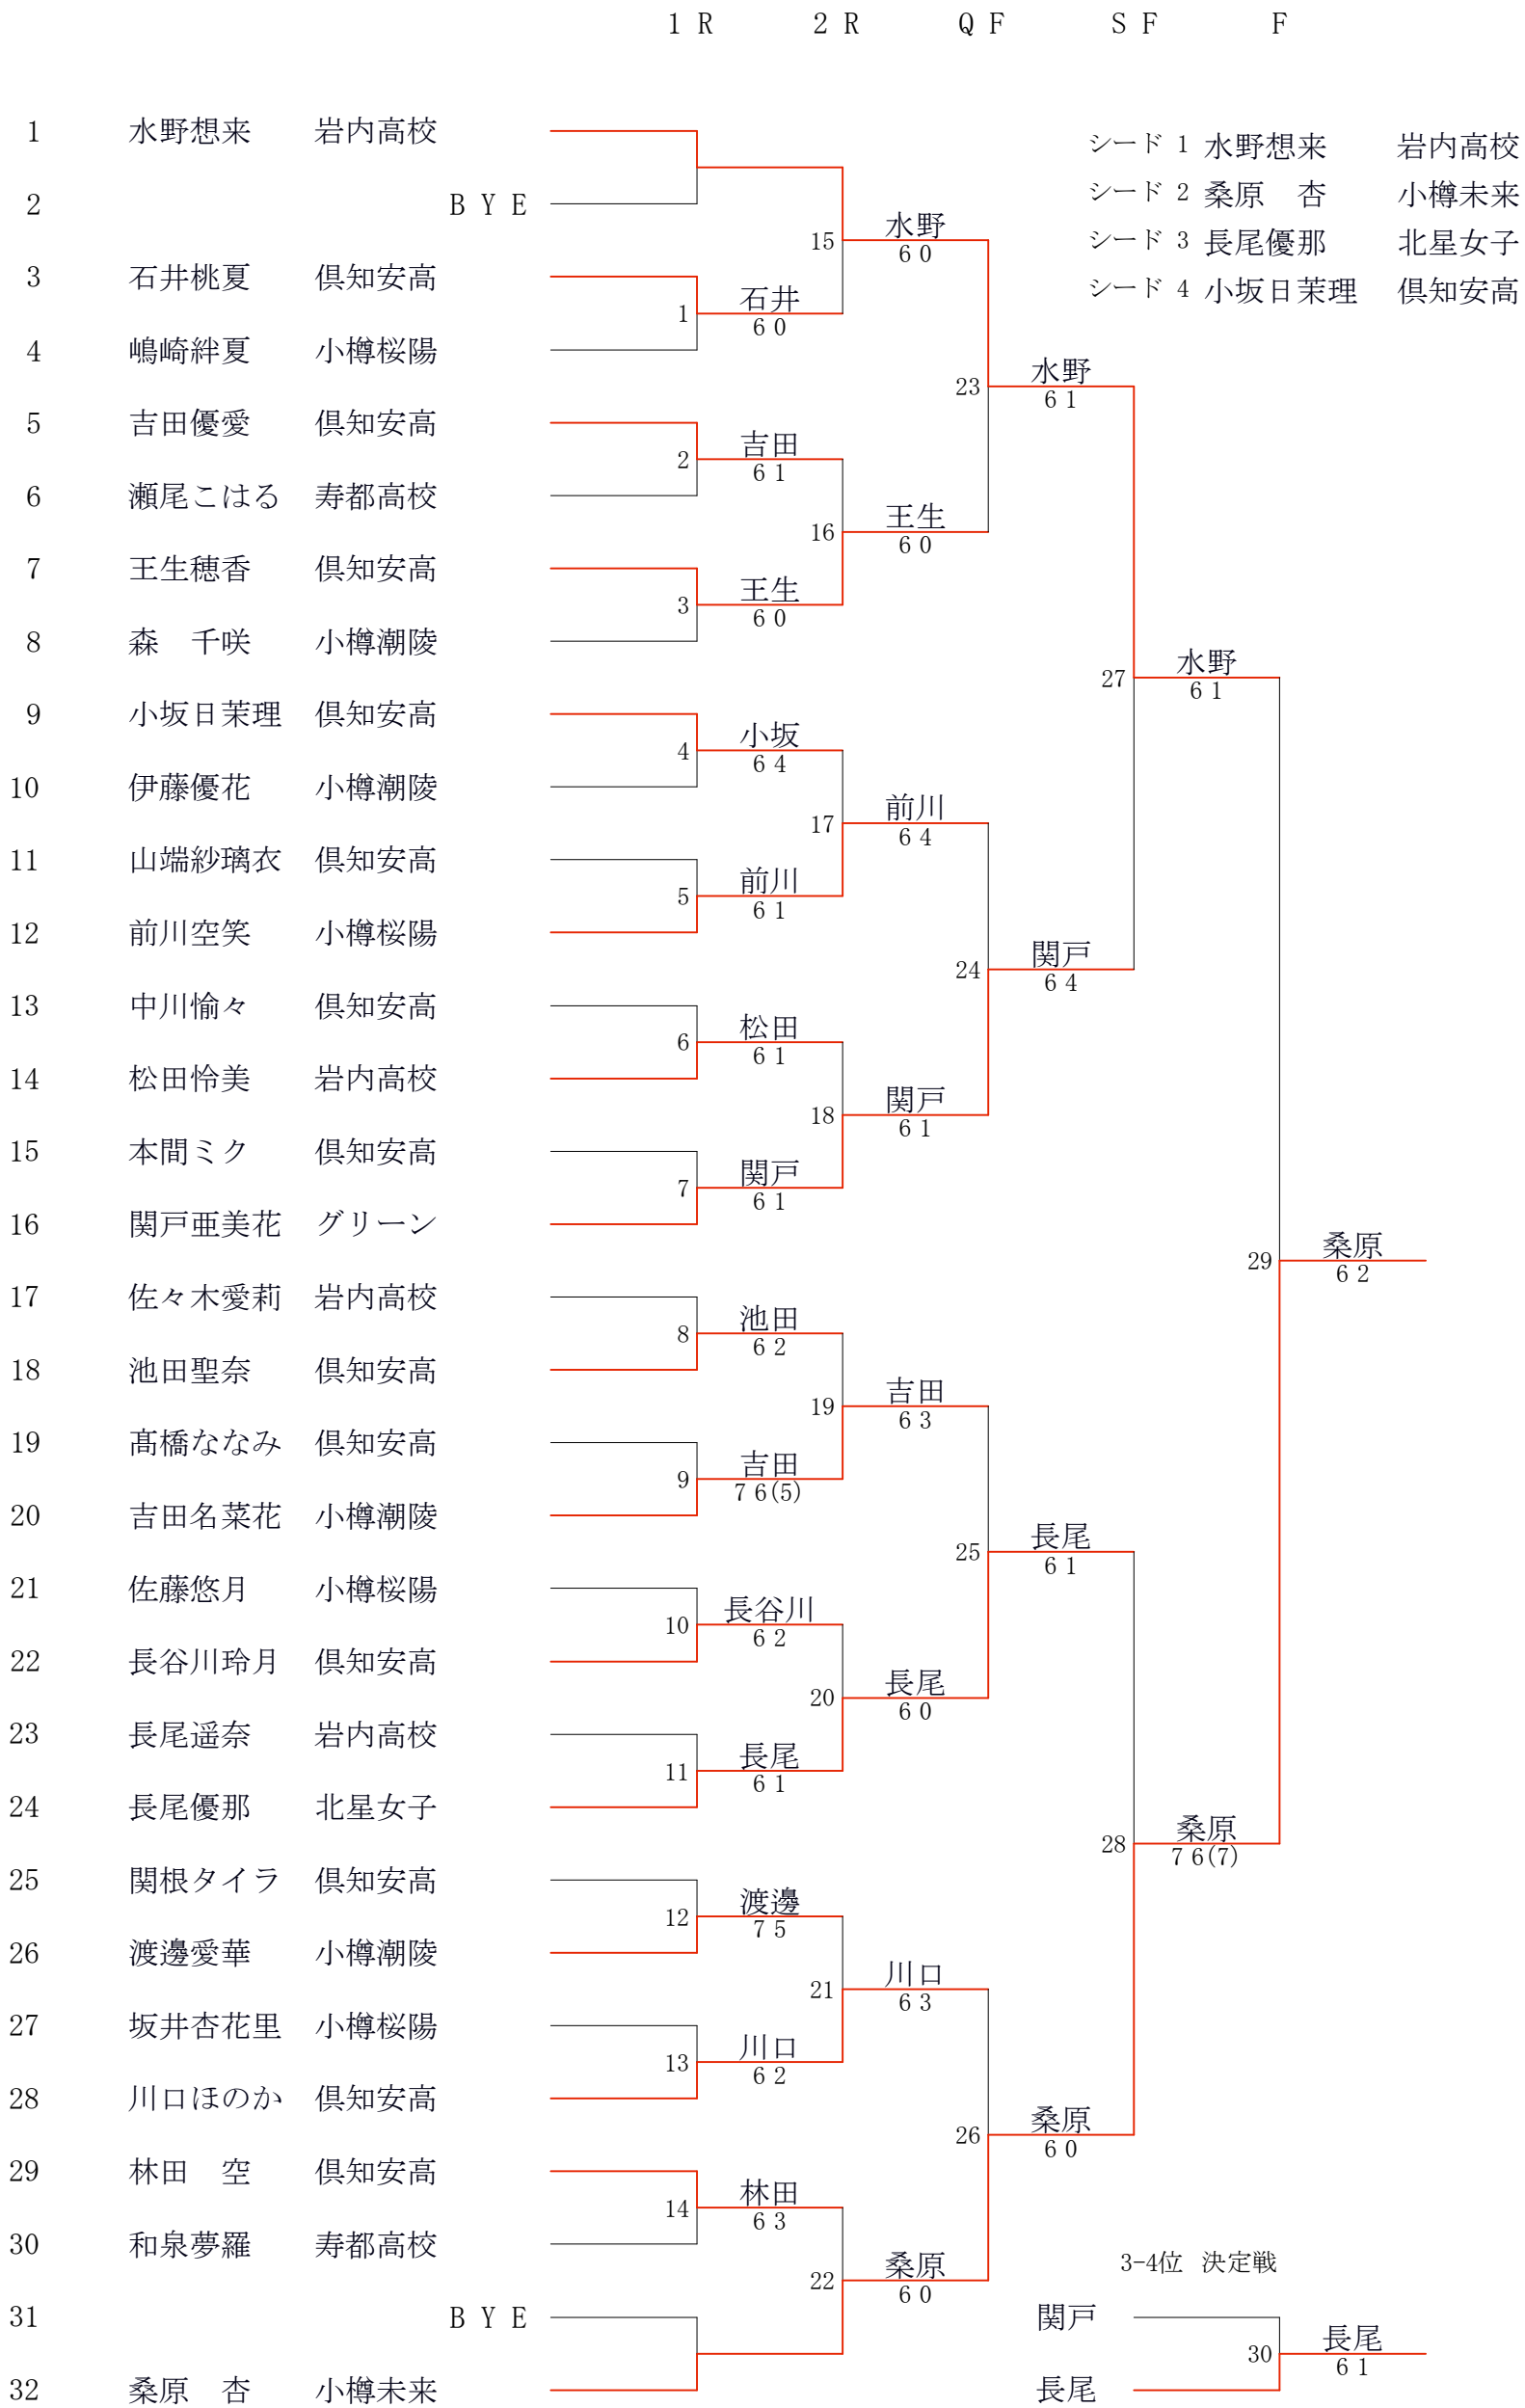 1 R 2 R Q F S F F
1 水野想来 岩内高校 シード 1 水野想来 岩内高校
2 B Y E シード 2 桑原 杏 小樽未来
15 水野 シード 3 長尾優那 北星女子
6 0
3 石井桃夏 倶知安高 シード 4 小坂日茉理 倶知安高
1 石井
6 0
4 嶋崎絆夏 小樽桜陽
23 水野
6 1
5 吉田優愛 倶知安高
2 吉田
6 1
6 瀬尾こはる 寿都高校
16 王生
6 0
7 王生穂香 倶知安高
3 王生
6 0
8 森 千咲 小樽潮陵
27 水野
6 1
9 小坂日茉理 倶知安高
4 小坂
6 4
10 伊藤優花 小樽潮陵
17 前川
6 4
11 山端紗璃衣 倶知安高
5 前川
6 1
12 前川空笑 小樽桜陽
24 関戸
6 4
13 中川愉々 倶知安高
6 松田
6 1
14 松田怜美 岩内高校
18 関戸
6 1
15 本間ミク 倶知安高
7 関戸
6 1
16 関戸亜美花 グリーン
29 桑原
6 2
17 佐々木愛莉 岩内高校
8 池田
6 2
18 池田聖奈 倶知安高
19 吉田
6 3
19 髙橋ななみ 倶知安高
9 吉田
7 6(5)
20 吉田名菜花 小樽潮陵
25 長尾
6 1
21 佐藤悠月 小樽桜陽
10 長谷川
6 2
22 長谷川玲月 倶知安高
20 長尾
6 0
23 長尾遥奈 岩内高校
11 長尾
6 1
24 長尾優那 北星女子
28 桑原
7 6(7)
25 関根タイラ 倶知安高
12 渡邊
7 5
26 渡邊愛華 小樽潮陵
21 川口
6 3
27 坂井杏花里 小樽桜陽
13 川口
6 2
28 川口ほのか 倶知安高
26 桑原
6 0
29 林田 空 倶知安高
14 林田
6 3
30 和泉夢羅 寿都高校
3-4位 決定戦
22 桑原
6 0
31 B Y E 関戸
30 長尾
6 1
32 桑原 杏 小樽未来 長尾